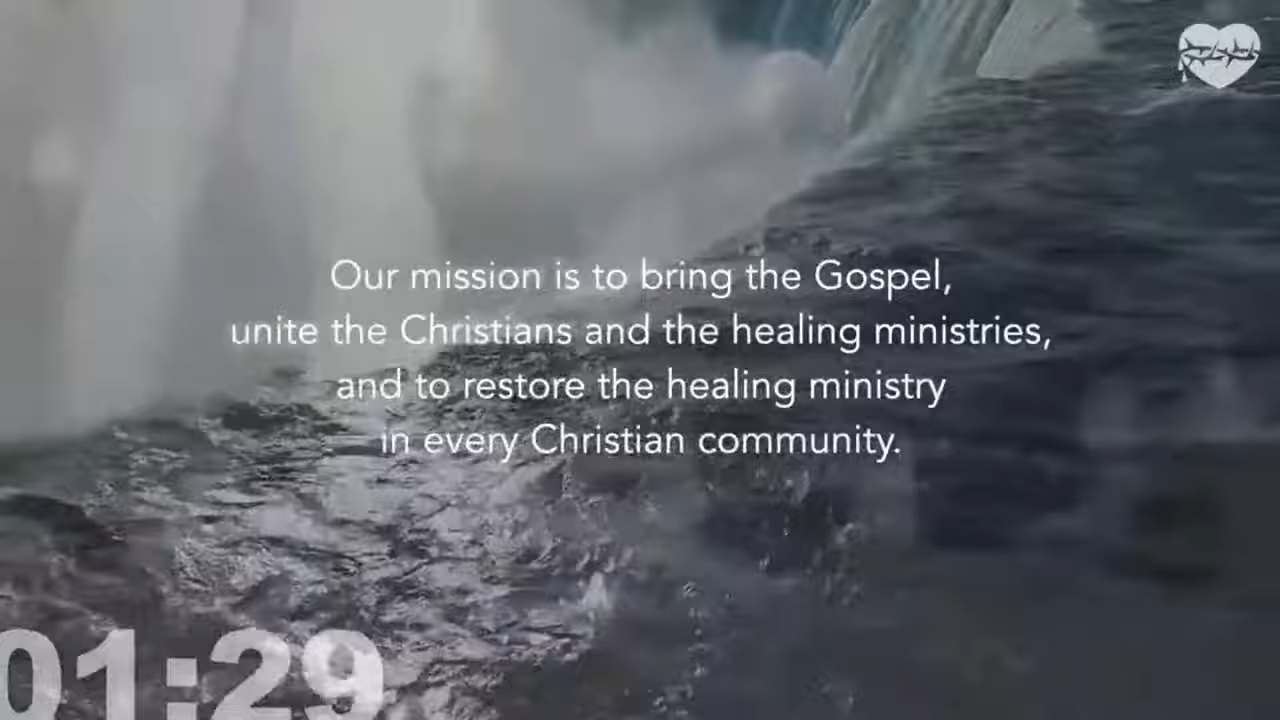 Our mission is to bring the Gospel,
unite the Christians and the healing ministries,
and to restore the healing ministry
in every Christian community.
01:29